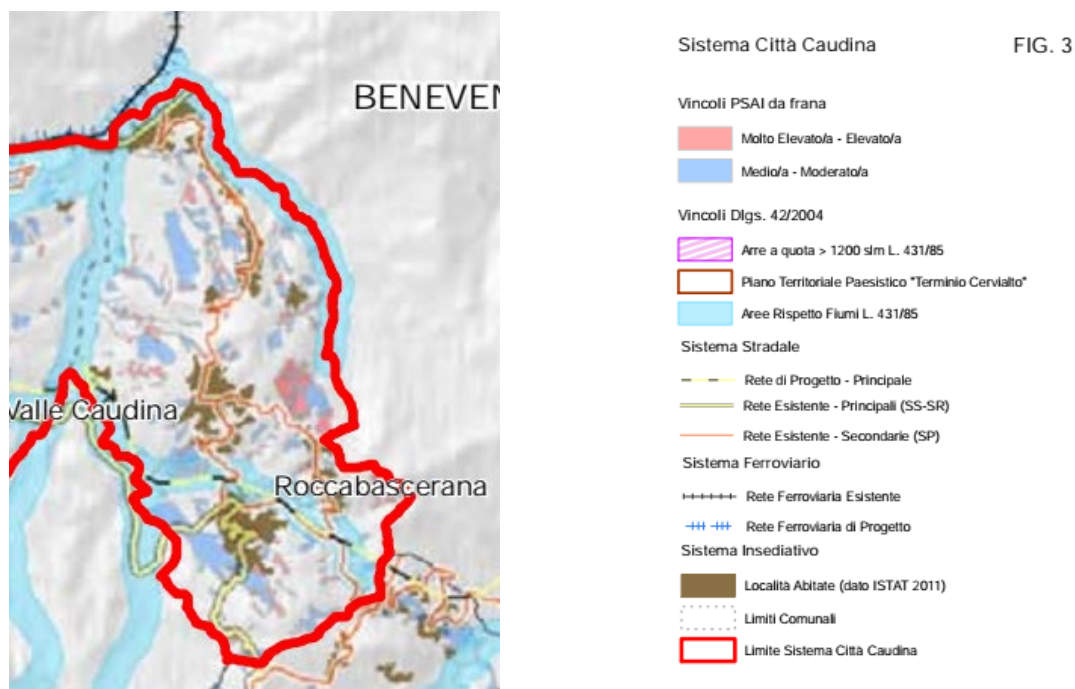 BENEVEN
Valle Caudina
Roccabascerana
Sistema Città Caudina FIG. 3
Vincoli PSAI da frana
Molto Elevato/a - Elevato/a
Medio/a - Moderato/a
Vincoli Dlgs. 42/2004
Arre a quota > 1200 slm L. 431/85
Piano Territoriale Paesistico "Terminio Cervialto"
Aree Rispetto Fiumi L. 431/85
Sistema Stradale
Rete di Progetto - Principale
Rete Esistente - Principali (SS-SR)
Rete Esistente - Secondarie (SP)
Sistema Ferroviario
Rete Ferroviaria Esistente
Rete Ferroviaria di Progetto
Sistema Insediativo
Località Abitate (dato ISTAT 2011)
Limiti Comunali
Limite Sistema Città Caudina